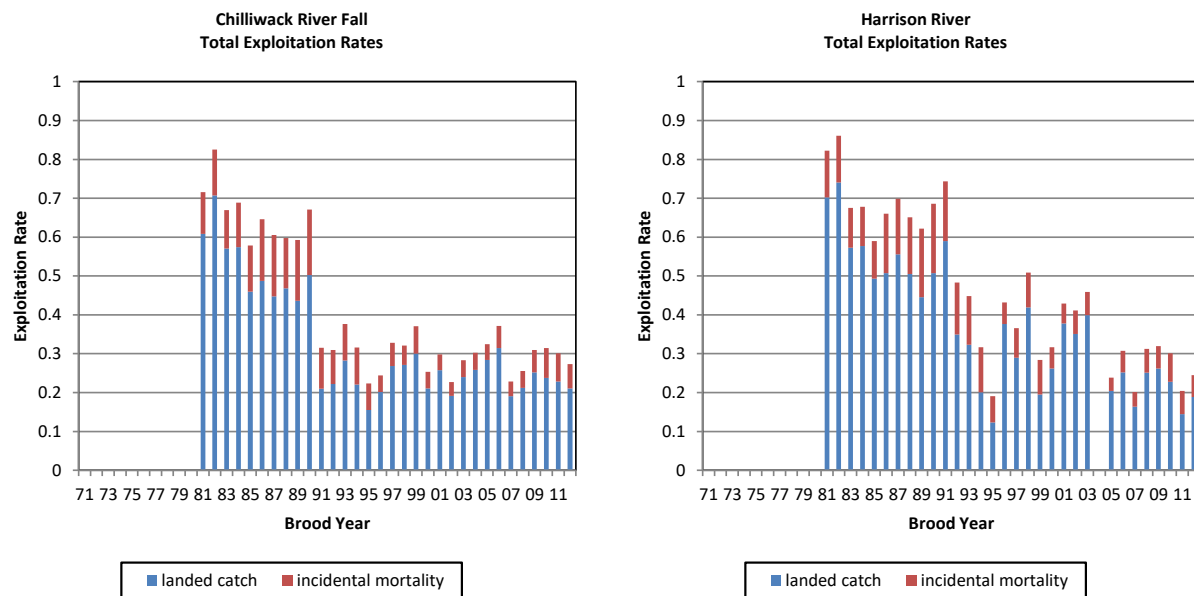 Chilliwack River Fall
Total Exploitation Rates
1
0.9
0.8
0.7
0.6
0.5
0.4
0.3
0.2
0.1
0
Exploitation Rate
71 73 75 77 79 81 83 85 87 89 91 93 95 97 99 01 03 05 07 09 11
Brood Year
landed catch incidental mortality
Harrison River
Total Exploitation Rates
1
0.9
0.8
0.7
0.6
0.5
0.4
0.3
0.2
0.1
0
Exploitation Rate
71 73 75 77 79 81 83 85 87 89 91 93 95 97 99 01 03 05 07 09 11
Brood Year
landed catch incidental mortality